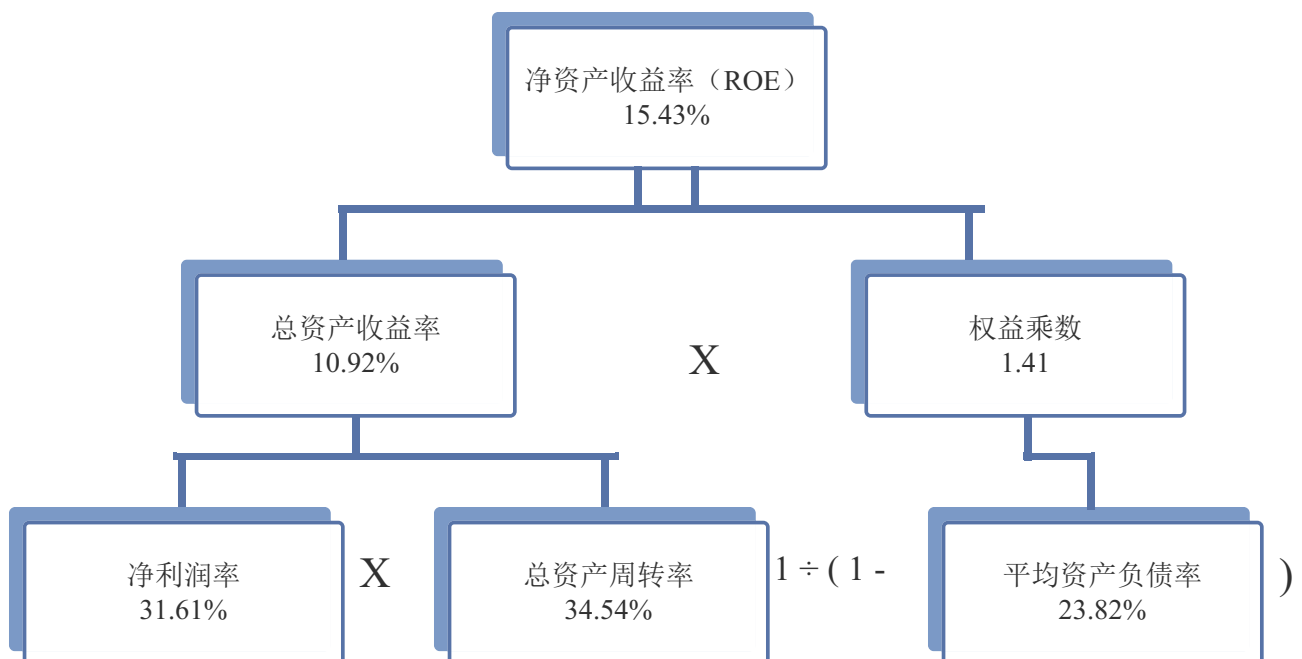 净资产收益率（ROE）
15.43%
总资产收益率
10.92%
X
权益乘数
1.41
净利润率
31.61%
X
总资产周转率
34.54%
1 ÷ ( 1 -
平均资产负债率
23.82%
)